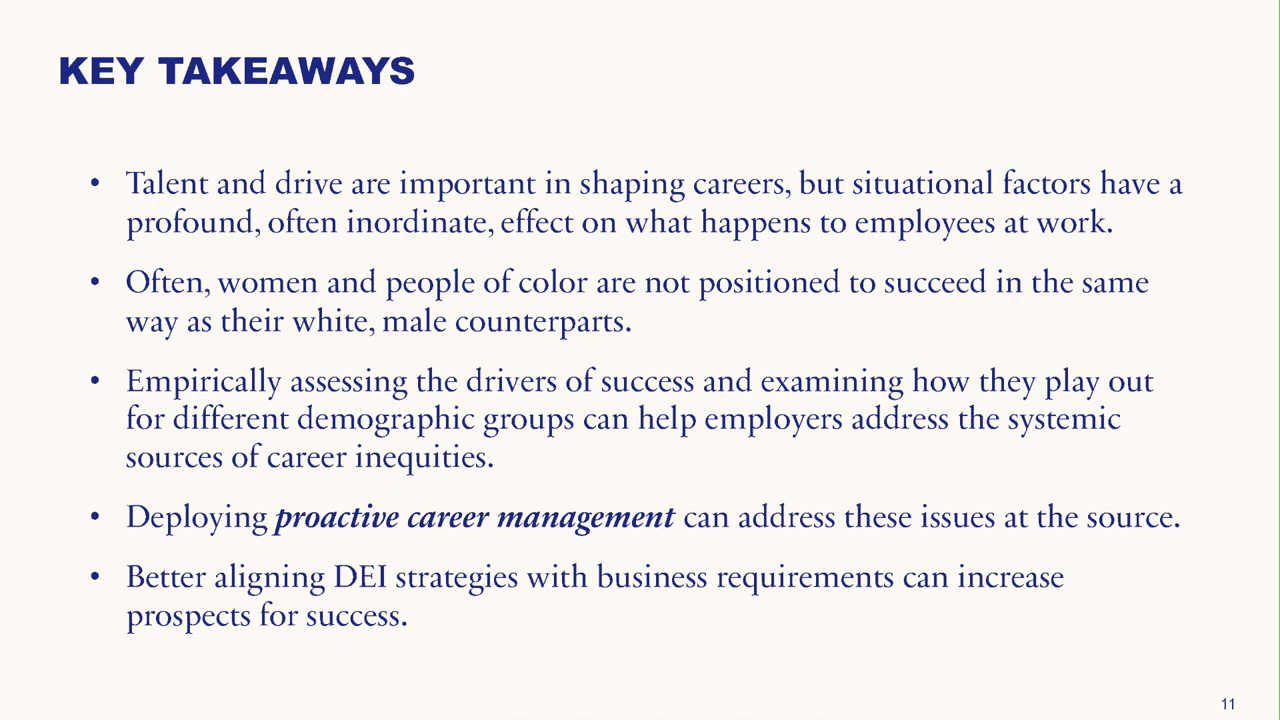 KEY TAKEAWAYS
• Talent and drive are important in shaping careers, but situational factors have a
profound, often inordinate, effect on what happens to employees at work.
• Often, women and people of color are not positioned to succeed in the same
way as their white, male counterparts.
• Empirically assessing the drivers of success and examining how they play out
for different demographic groups can help employers address the systemic
sources of career inequities.
• Deploying proactive career management can address these issues at the source.
• Better aligning DEI strategies with business requirements can increase
prospects for success.
11